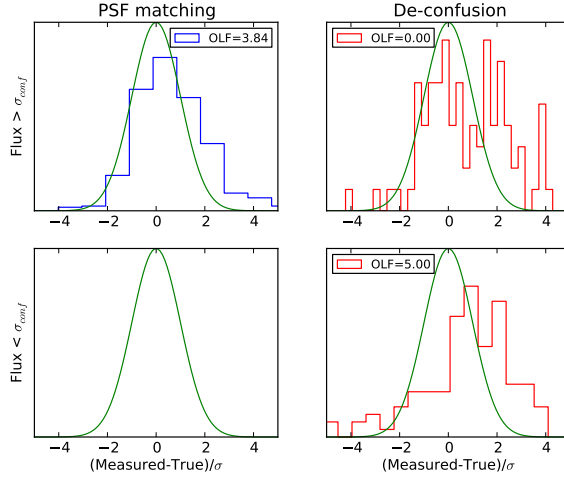 PSF matching
De-confusion
OLF=3.84
OLF=0.00
Flux > σconf
−4 −2 0 2 4
−4 −2 0 2 4
OLF=5.00
Flux < σconf
−4 −2 0 2 4
−4 −2 0 2 4
(Measured-True)/σ
(Measured-True)/σ